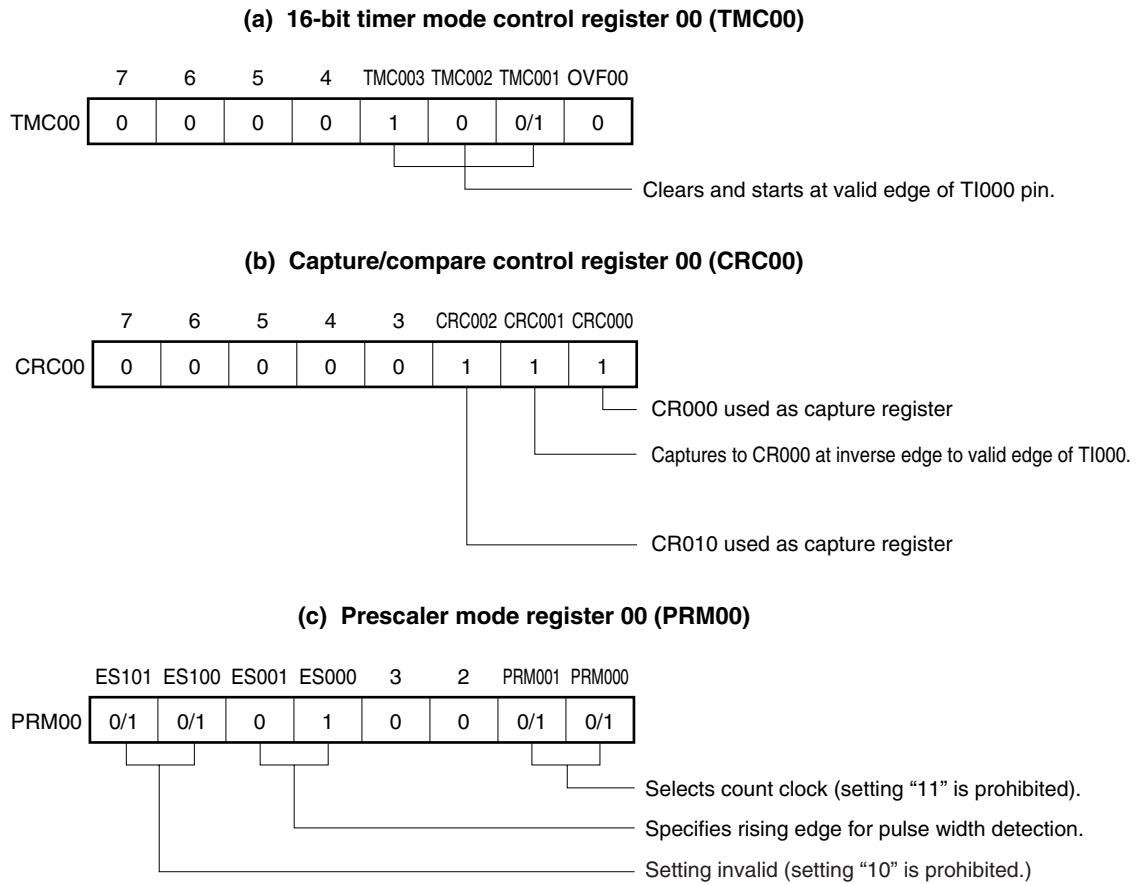 (a) 16-bit timer mode control register 00 (TMC00)
7 6 5 4 TMC003 TMC002 TMC001 OVF00
TMC00 0 0 0 0 1 0 0/1 0
Clears and starts at valid edge of TI000 pin.
(b) Capture/compare control register 00 (CRC00)
7 6 5 4 3 CRC002 CRC001 CRC000
CRC00 0 0 0 0 0 1 1 1
CR000 used as capture register
Captures to CR000 at inverse edge to valid edge of TI000.
CR010 used as capture register
(c) Prescaler mode register 00 (PRM00)
ES101 ES100 ES001 ES000 3 2 PRM001 PRM000
PRM00 0/1 0/1 0 1 0 0 0/1 0/1
Selects count clock (setting “11” is prohibited).
Specifies rising edge for pulse width detection.
Setting invalid (setting “10” is prohibited.)